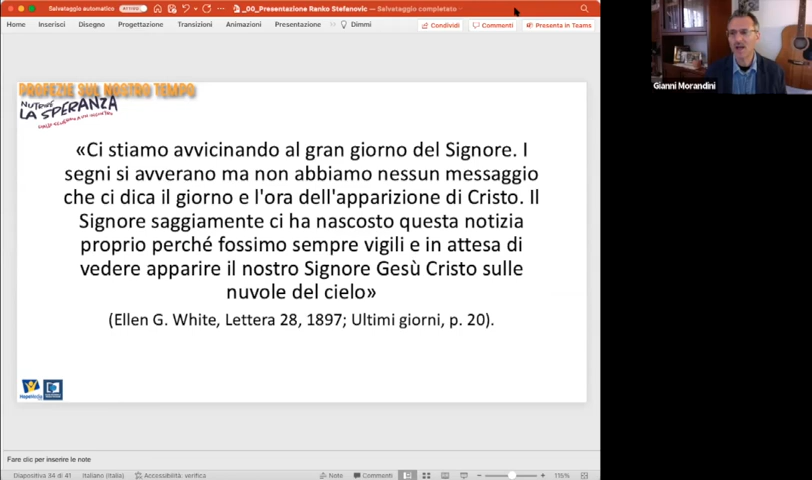 Salvataggio automatico
_0G_Presentazione Ranko Stefanovic — Salvataggio completato
Home Inserisci Disegno Progettazione Transizioni Animazioni Presentazione Dimmi Condividi Commenti Presenta in Teams
Gianni Morandini
PROFEZIE SUL NOSTRO TEMPO
NUTRIRE
LA SPERANZA
«Ci stiamo avvicinando al gran giorno del Signore. I
segni si avverano ma non abbiamo nessun messaggio
che ci dica il giorno e l'ora dell'apparizione di Cristo. Il
Signore saggiamente ci ha nascosto questa notizia
proprio perché fossimo sempre vigili e in attesa di
vedere apparire il nostro Signore Gesù Cristo sulle
nuvole del cielo»
(Ellen G. White, Lettera 28, 1897; Ultimi giorni, p. 20).
HopeMedia
Fare clic per inserire le note
Diapositiva 34 di 41 Italiano (Italia) Accessibilità: verifica Note Commenti 115%